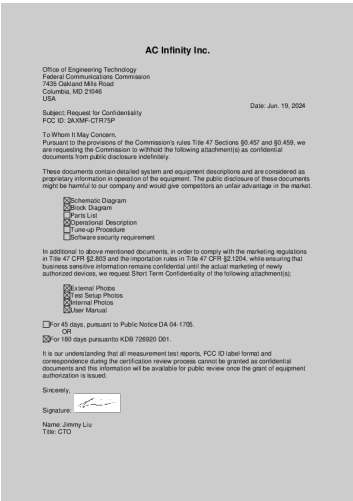 AC Infinity Inc.
Office of Engineering Technology
Federal Communications Commission
7435 Oakland Mills Road
Columbia, MD 21046
USA
Date: Jun. 19, 2024
Subject: Request for Confidentiality
FCC ID: 2AXMF-CTR75P
To Whom It May Concern,
Pursuant to the provisions of the Commission's rules Title 47 Sections §0.457 and §0.459, we
are requesting the Commission to withhold the following attachment(s) as confidential
documents from public disclosure indefinitely.
These documents contain detailed system and equipment descriptions and are considered as
proprietary information in operation of the equipment. The public disclosure of these documents
might be harmful to our company and would give competitors an unfair advantage in the market.
☒Schematic Diagram
☒Block Diagram
☐Parts List
☒Operational Description
☐Tune-up Procedure
☐Software security requirement
In additional to above mentioned documents, in order to comply with the marketing regulations
in Title 47 CFR §2.803 and the importation rules in Title 47 CFR §2.1204, while ensuring that
business sensitive information remains confidential until the actual marketing of newly
authorized devices, we request Short Term Confidentiality of the following attachment(s):
☒External Photos
☒Test Setup Photos
☒Internal Photos
☒User Manual
☐For 45 days, pursuant to Public Notice DA 04-1705.
OR
☒For 180 days pursuanto KDB 726920 D01.
It is our understanding that all measurement test reports, FCC ID label format and
correspondence during the certification review process cannot be granted as confidential
documents and this information will be available for public review once the grant of equipment
authorization is issued.
Sincerely,
Signature:
Name: Jimmy Liu
Title: CTO